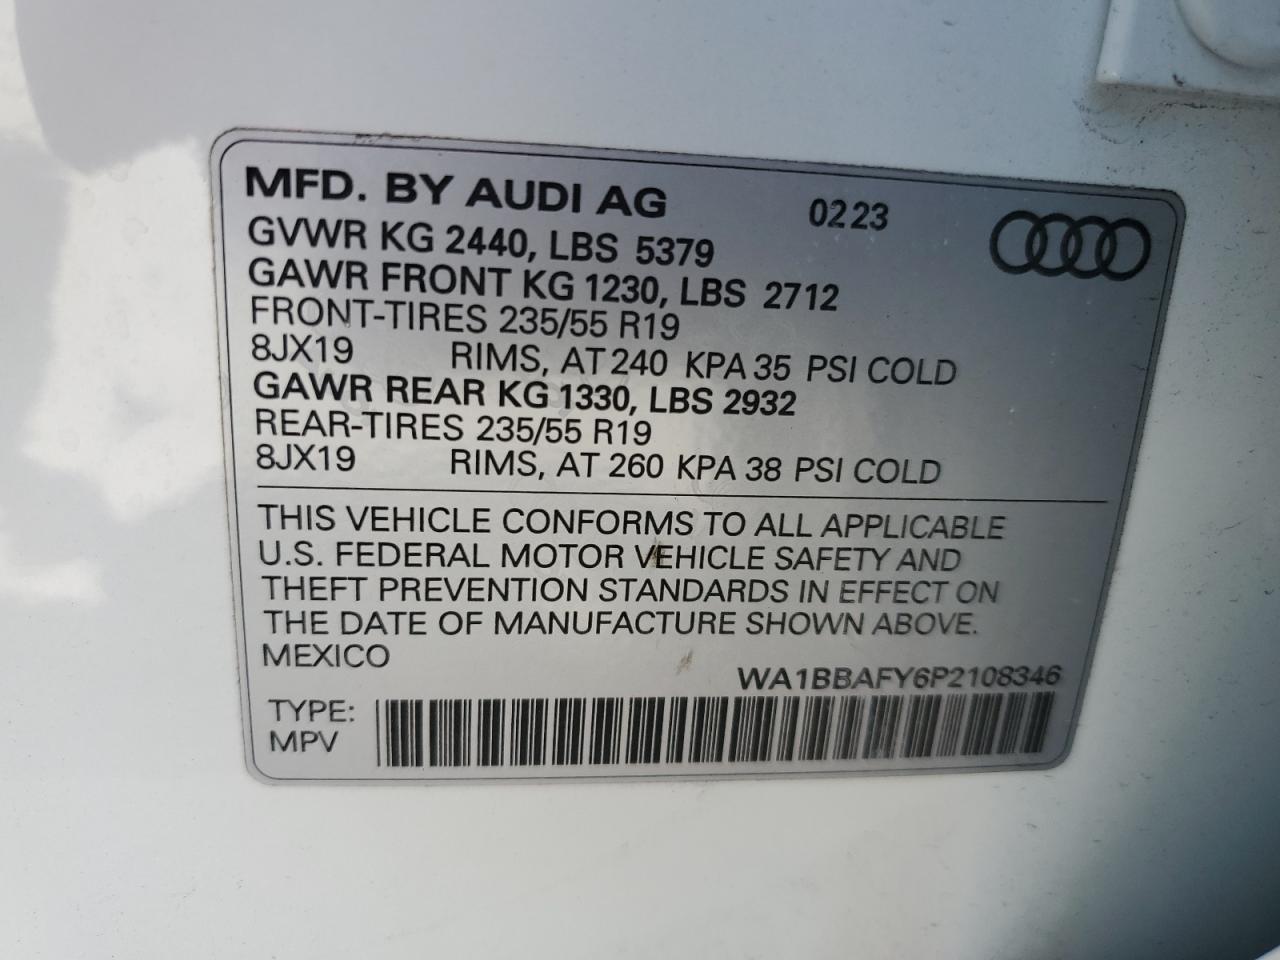 MFD. BY AUDI AG 0223
GVWR KG 2440, LBS 5379
GAWR FRONT KG 1230, LBS 2712
FRONT-TIRES 235/55 R19
8JX19 RIMS, AT 240 KPA 35 PSI COLD
GAWR REAR KG 1330, LBS 2932
REAR-TIRES 235/55 R19
8JX19 RIMS, AT 260 KPA 38 PSI COLD
THIS VEHICLE CONFORMS TO ALL APPLICABLE
U.S. FEDERAL MOTOR VEHICLE SAFETY AND
THEFT PREVENTION STANDARDS IN EFFECT ON
THE DATE OF MANUFACTURE SHOWN ABOVE.
MEXICO
WA1BBAFY6P2108346
TYPE:
MPV